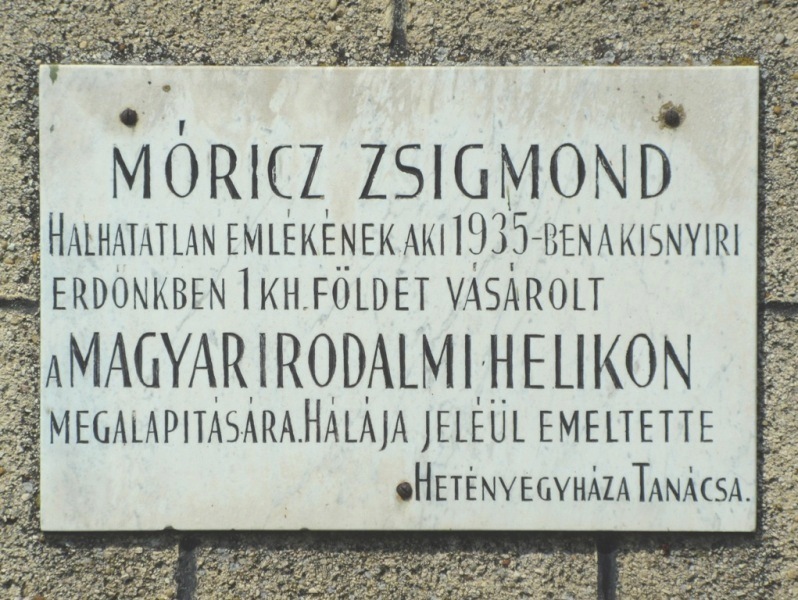 MÓRICZ ZSIGMOND
HALHATATLAN EMLÉKÉNEK AKI 1935-BEN A KISNYIRI
ERDŐNKBEN 1 KH. FÖLDET VÁSÁROLT
A MAGYAR IRODALMI HELIKON
MEGALAPITÁSÁRA. HÁLÁJA JELÉÜL EMELTETTE
HETÉNYEGYHÁZA TANÁCSA.